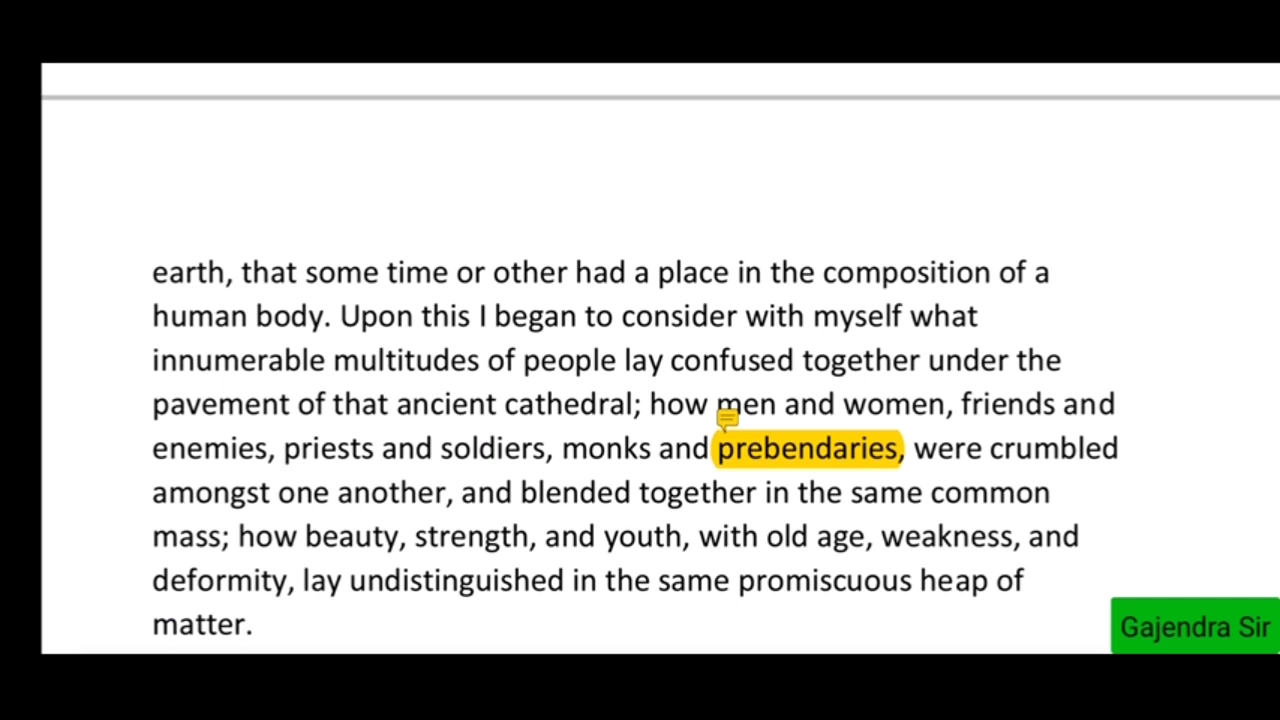 earth, that some time or other had a place in the composition of a
human body. Upon this I began to consider with myself what
innumerable multitudes of people lay confused together under the
pavement of that ancient cathedral; how men and women, friends and
enemies, priests and soldiers, monks and prebendaries, were crumbled
amongst one another, and blended together in the same common
mass; how beauty, strength, and youth, with old age, weakness, and
deformity, lay undistinguished in the same promiscuous heap of
matter.
Gajendra Sir